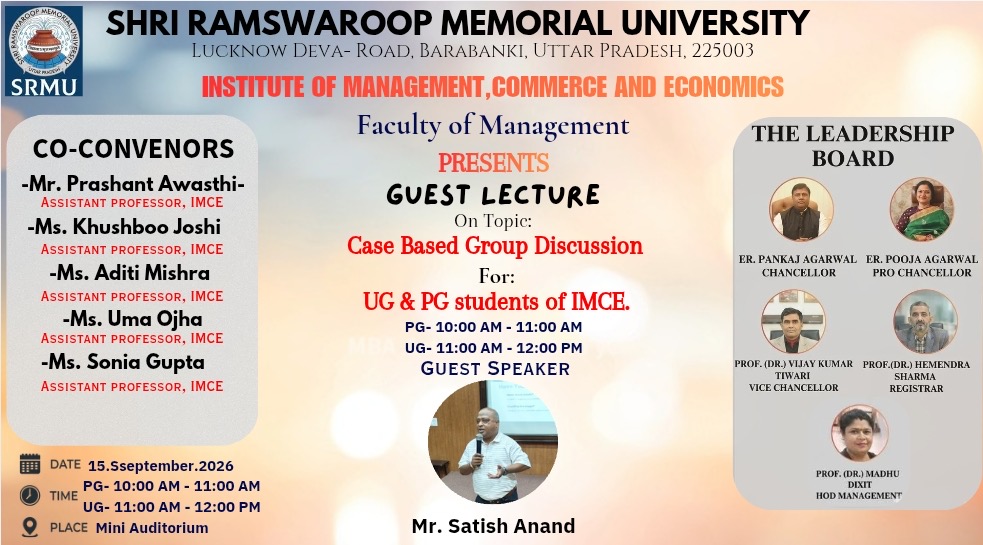 SHRI RAMSWAROOP MEMORIAL UNIVERSITY
LUCKNOW DEVA- ROAD, BARABANKI, UTTAR PRADESH, 225003
INSTITUTE OF MANAGEMENT,COMMERCE AND ECONOMICS
SHRI RAMSWAROOP MEMORIAL UNIVERSITY
UTTAR PRADESH
SRMU
CO-CONVENORS
-Mr. Prashant Awasthi-
ASSISTANT PROFESSOR, IMCE
-Ms. Khushboo Joshi
ASSISTANT PROFESSOR, IMCE
-Ms. Aditi Mishra
ASSISTANT PROFESSOR, IMCE
-Ms. Uma Ojha
ASSISTANT PROFESSOR, IMCE
-Ms. Sonia Gupta
ASSISTANT PROFESSOR, IMCE
DATE 15.Sseptember.2026
TIME PG- 10:00 AM - 11:00 AM
UG- 11:00 AM - 12:00 PM
PLACE Mini Auditorium
Faculty of Management
PRESENTS
GUEST LECTURE
On Topic:
Case Based Group Discussion
For:
UG & PG students of IMCE.
PG- 10:00 AM - 11:00 AM
UG- 11:00 AM - 12:00 PM
GUEST SPEAKER
Mr. Satish Anand
THE LEADERSHIP
BOARD
ER. PANKAJ AGARWAL
CHANCELLOR
ER. POOJA AGARWAL
PRO CHANCELLOR
PROF. (DR.) VIJAY KUMAR
TIWARI
VICE CHANCELLOR
PROF.(DR.) HEMENDRA
SHARMA
REGISTRAR
PROF. (DR.) MADHU
DIXIT
HOD MANAGEMENT